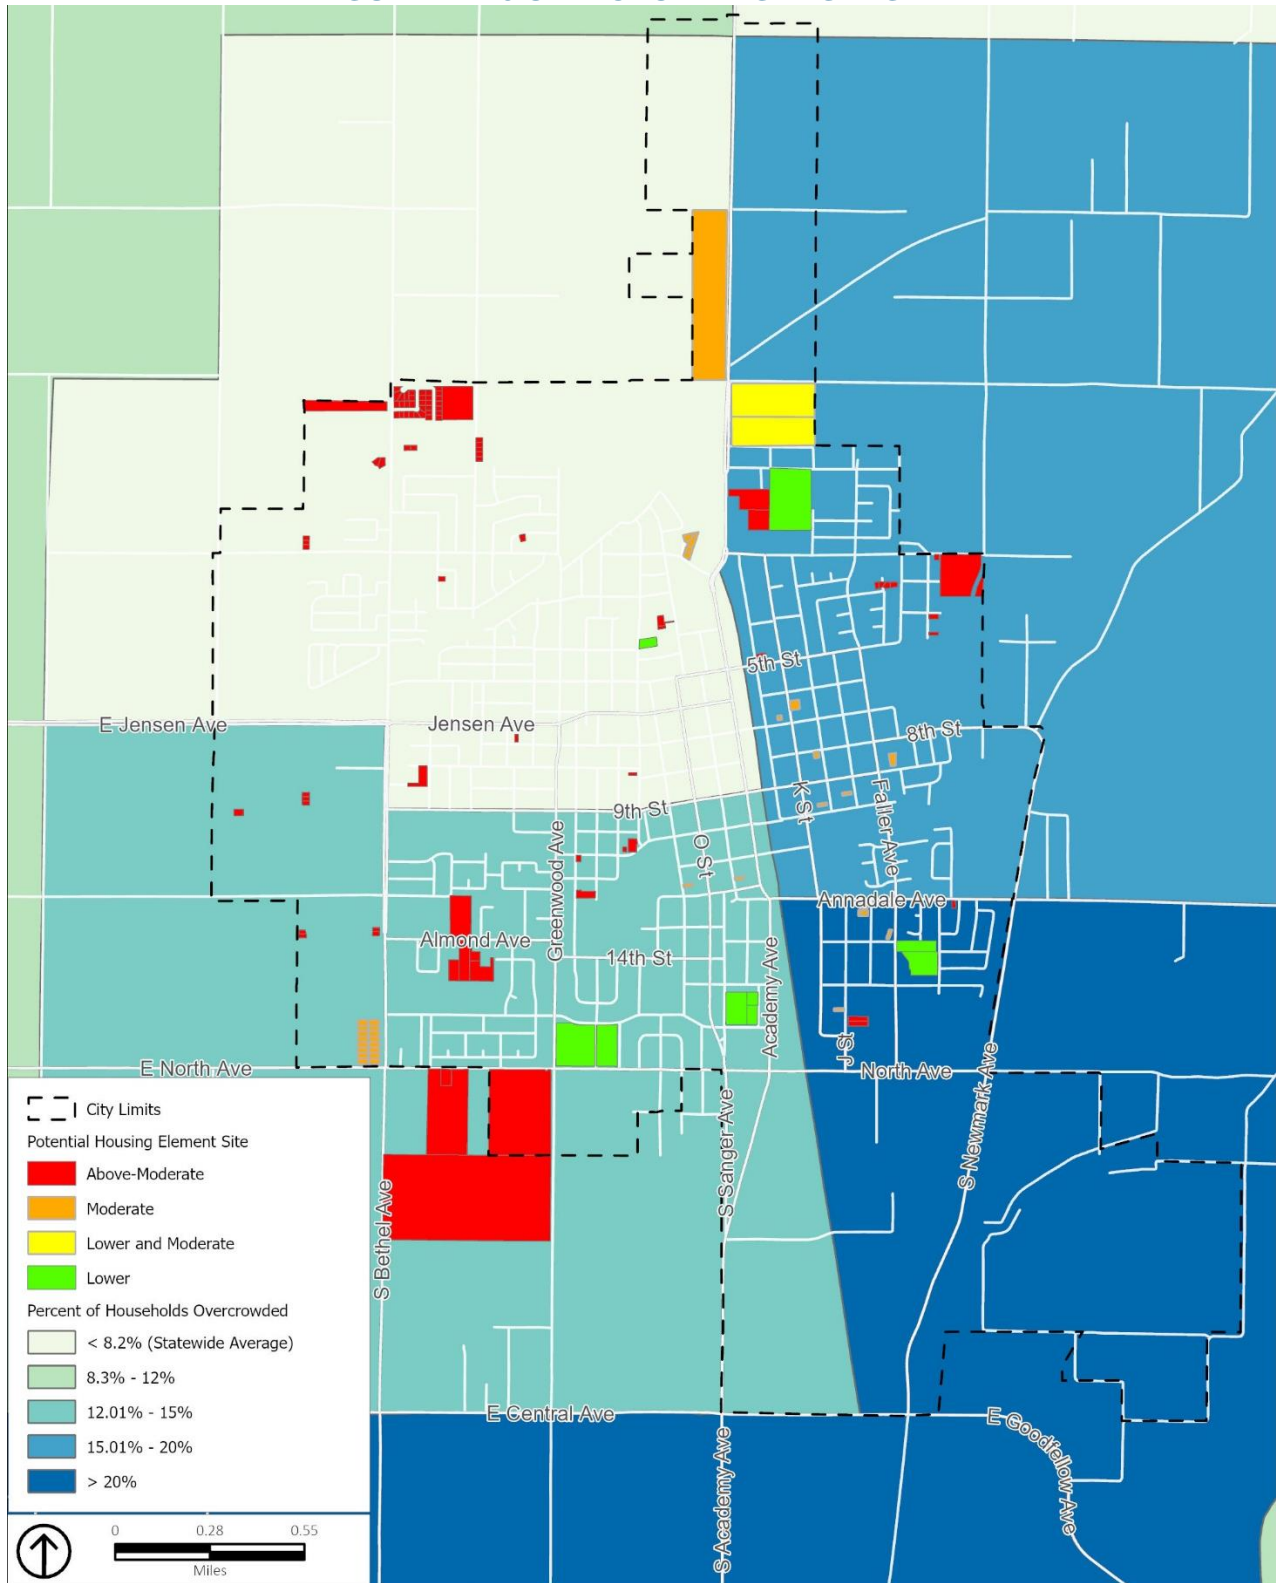 5th St
E Jensen Ave
Jensen Ave
8th St
K St
Faller Ave
9th St
O St
Greenwood Ave
Annadale Ave
Almond Ave
14th St
Academy Ave
J St
E North Ave
North Ave
S Newmark Ave
S Sanger Ave
S Bethel Ave
E Central Ave
E Goodfellow Ave
S Academy Ave
City Limits
Potential Housing Element Site
Above-Moderate
Moderate
Lower and Moderate
Lower
Percent of Households Overcrowded
< 8.2% (Statewide Average)
8.3% - 12%
12.01% - 15%
15.01% - 20%
> 20%
0 0.28 0.55
Miles